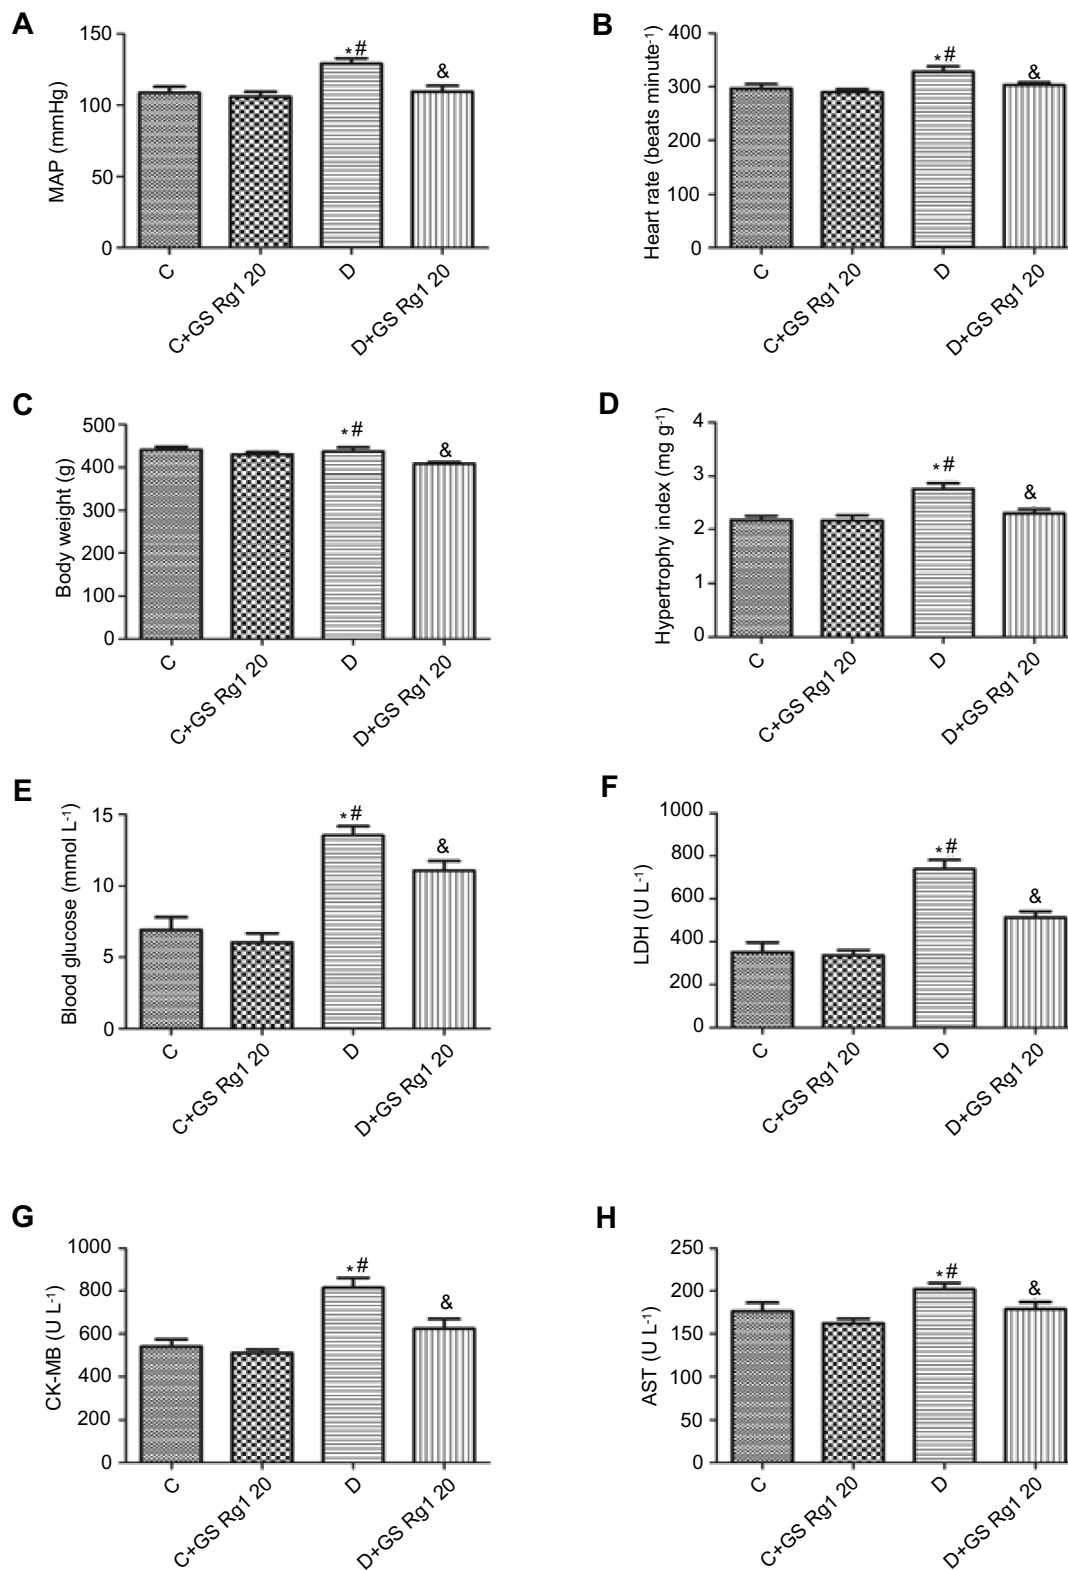 A
MAP (mmHg)
150
100
50
0
*#
&
C
C+GS Rg1 20
D
D+GS Rg1 20
B
Heart rate (beats minute-1)
400
300
200
100
0
*#
&
C
C+GS Rg1 20
D
D+GS Rg1 20
C
Body weight (g)
500
400
300
200
100
0
*#
&
C
C+GS Rg1 20
D
D+GS Rg1 20
D
Hypertrophy index (mg g-1)
4
3
2
1
0
*#
&
C
C+GS Rg1 20
D
D+GS Rg1 20
E
Blood glucose (mmol L-1)
15
10
5
0
*#
&
C
C+GS Rg1 20
D
D+GS Rg1 20
F
LDH (U L-1)
1000
800
600
400
200
0
*#
&
C
C+GS Rg1 20
D
D+GS Rg1 20
G
CK-MB (U L-1)
1000
800
600
400
200
0
*#
&
C
C+GS Rg1 20
D
D+GS Rg1 20
H
AST (U L-1)
250
200
150
100
50
0
*#
&
C
C+GS Rg1 20
D
D+GS Rg1 20